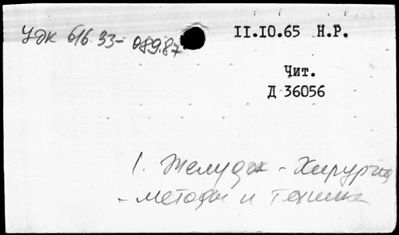 УДК 616.33-089.87
II.IO.65 Н.Р.
Чит.
Д 36056
1. Желудок - Хирургия
- методы и техника